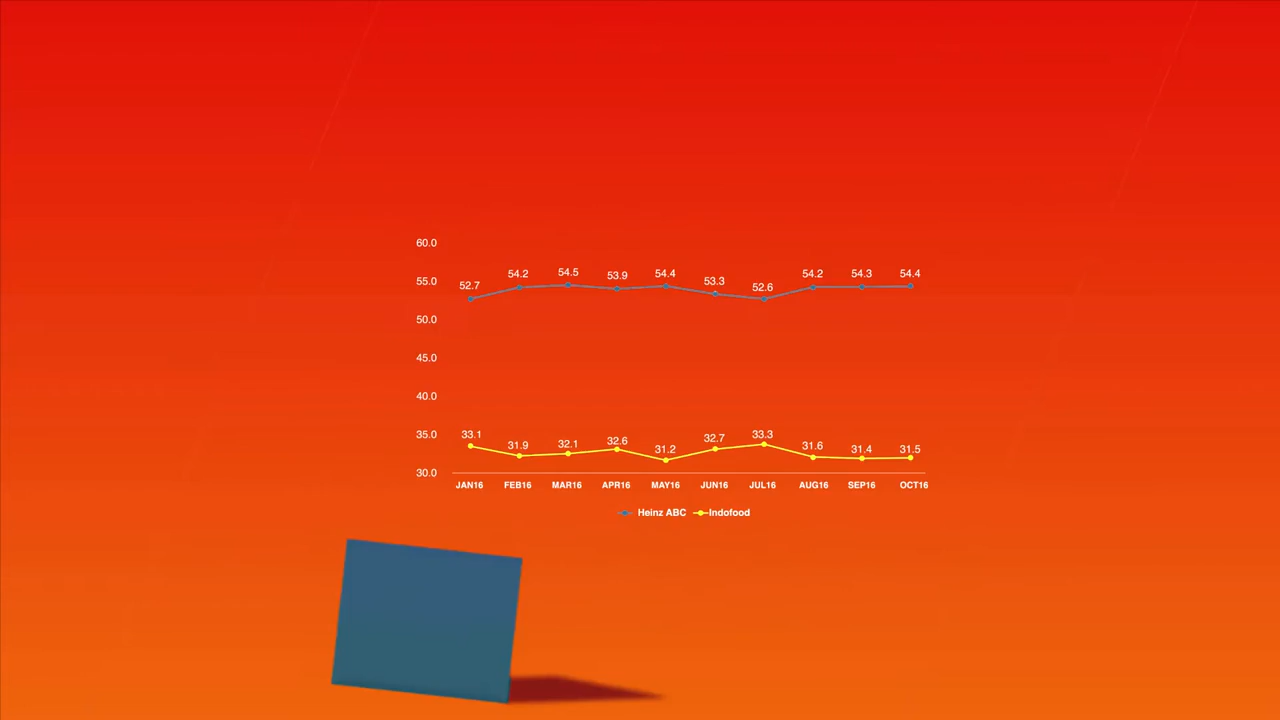 60.0
55.0
50.0
45.0
40.0
35.0
30.0
52.7 54.2 54.5 53.9 54.4 53.3 52.6 54.2 54.3 54.4
33.1 31.9 32.1 32.6 31.2 32.7 33.3 31.6 31.4 31.5
JAN16 FEB16 MAR16 APR16 MAY16 JUN16 JUL16 AUG16 SEP16 OCT16
Heinz ABC Indofood